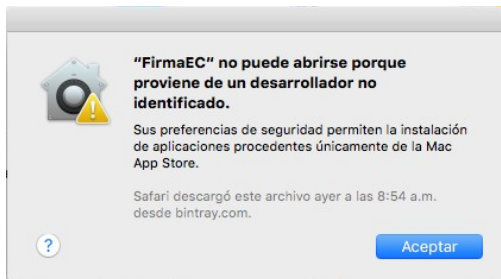 “FirmaEC” no puede abrirse porque
proviene de un desarrollador no
identificado.
Sus preferencias de seguridad permiten la instalación
de aplicaciones procedentes únicamente de la Mac
App Store.
Safari descargó este archivo ayer a las 8:54 a.m.
desde bintray.com.
?
Aceptar